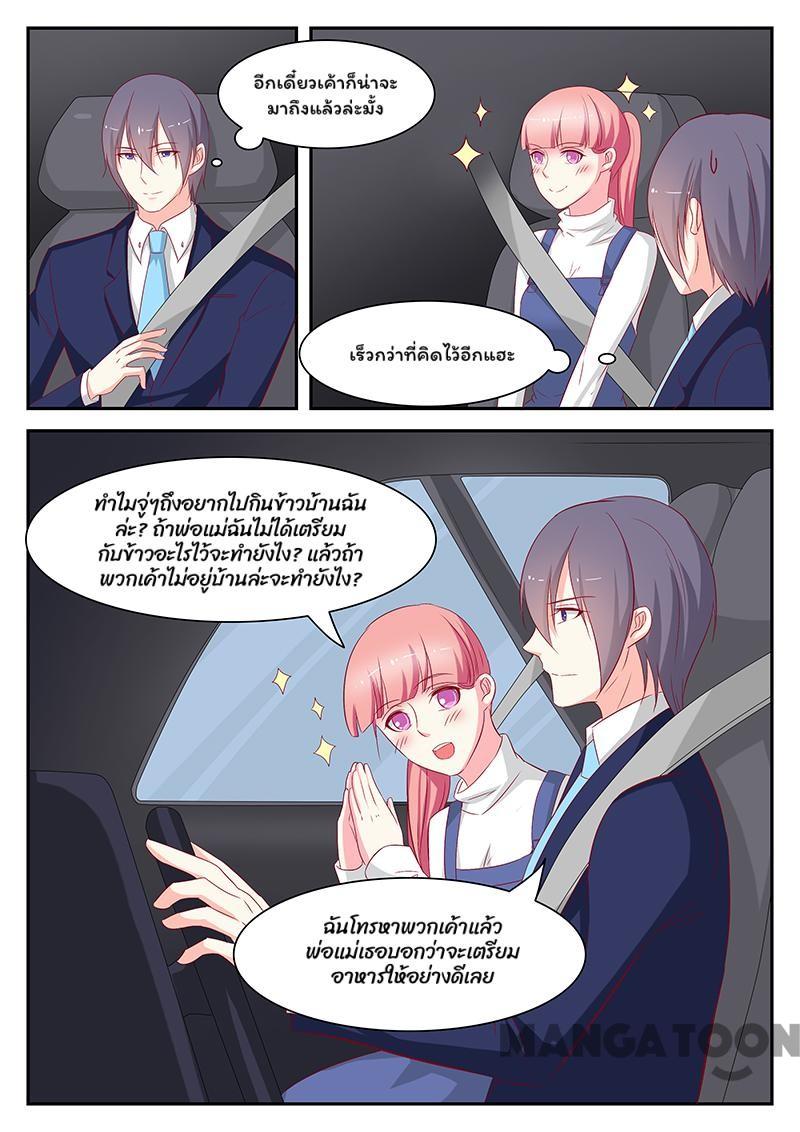 อีกเดี๋ยวเค้าก็น่าจะ
มาถึงแล้วล่ะมั้ง
เร็วกว่าที่คิดไว้อีกแฮะ
ทำไมจู่ๆถึงอยากไปกินข้าวบ้านฉัน
ล่ะ? ถ้าพ่อแม่ฉันไม่ได้เตรียม
กับข้าวอะไรไว้จะทำยังไง? แล้วถ้า
พวกเค้าไม่อยู่บ้านล่ะจะทำยังไง?
ฉันโทรหาพวกเค้าแล้ว
พ่อแม่เธอบอกว่าจะเตรียม
อาหารให้อย่างดีเลย
MANGATOON